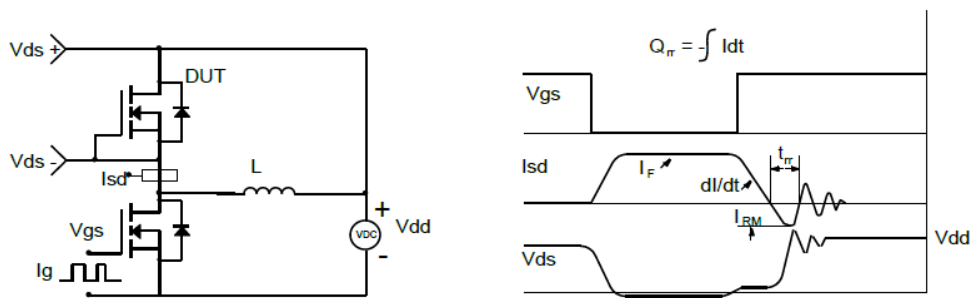 Vds +
DUT
Vds -
Isd
L
Vgs
Ig
+
VDC
-
Vdd
Qrr = -∫ Idt
Vgs
Isd
IF
dI/dt
trr
IRM
Vds
Vdd